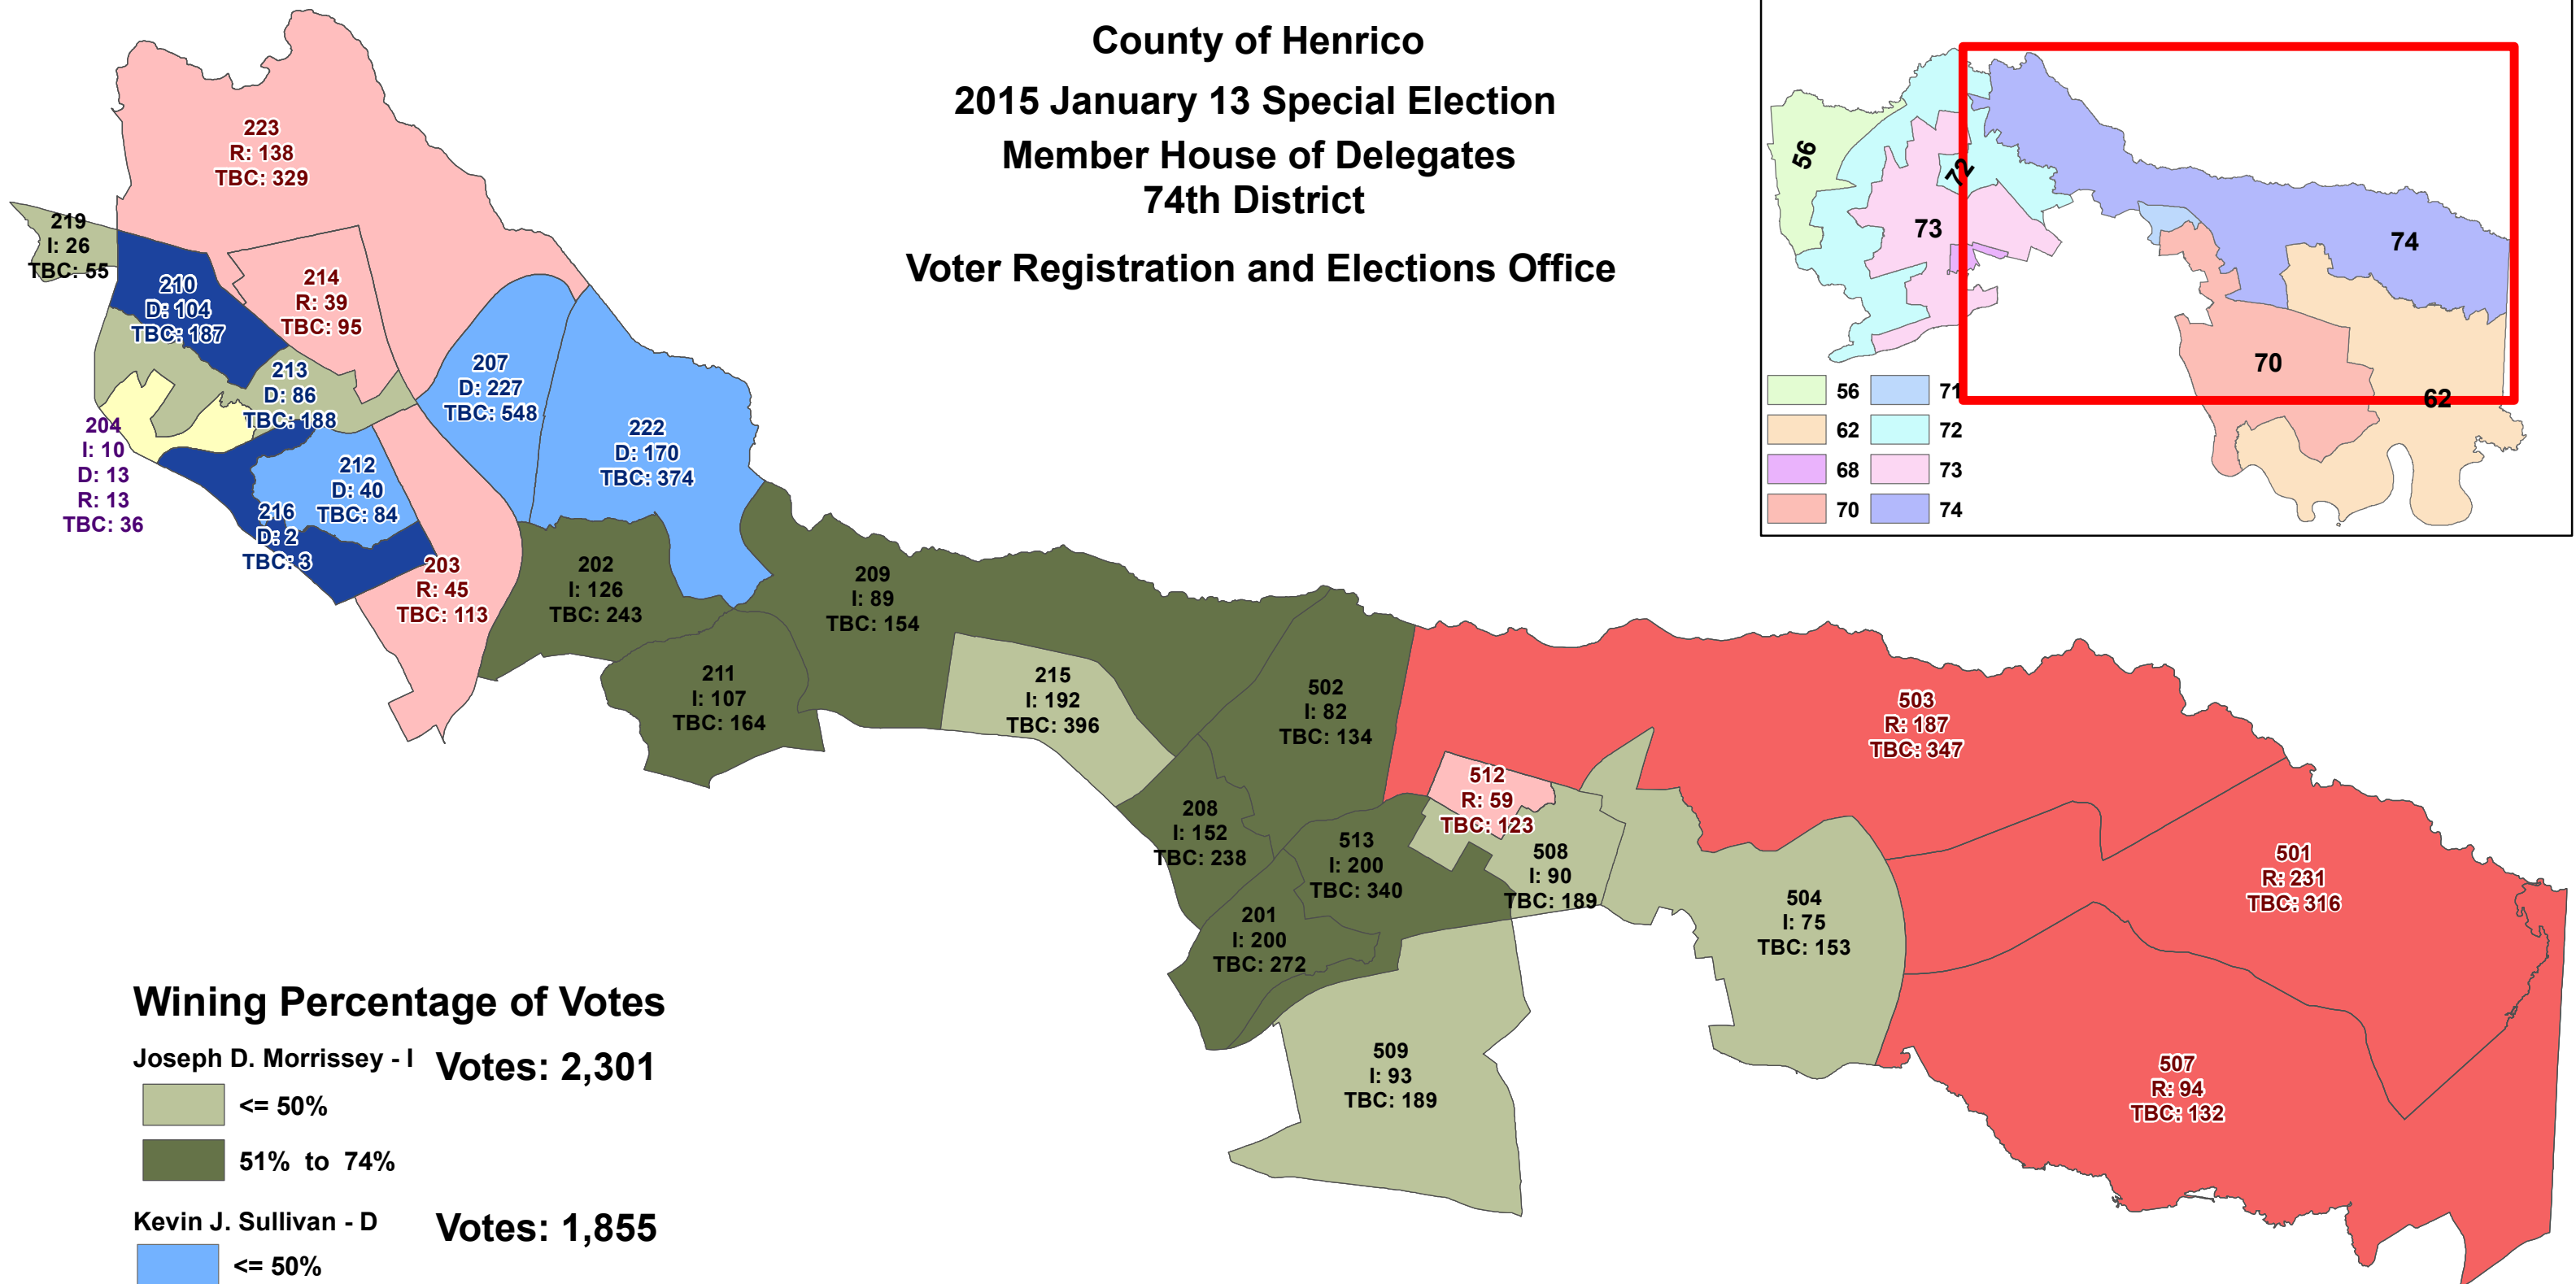 County of Henrico
2015 January 13 Special Election
Member House of Delegates
74th District
Voter Registration and Elections Office
223
R: 138
TBC: 329
219
I: 26
TBC: 55
210
D: 104
TBC: 187
214
R: 39
TBC: 95
213
D: 86
TBC: 188
204
I: 10
D: 13
R: 13
TBC: 36
212
D: 40
TBC: 84
216
D: 2
TBC: 3
203
R: 45
TBC: 113
207
D: 227
TBC: 548
222
D: 170
TBC: 374
202
I: 126
TBC: 243
211
I: 107
TBC: 164
209
I: 89
TBC: 154
215
I: 192
TBC: 396
502
I: 82
TBC: 134
208
I: 152
TBC: 238
513
I: 200
TBC: 340
201
I: 200
TBC: 272
512
R: 59
TBC: 123
508
I: 90
TBC: 189
509
I: 93
TBC: 189
504
I: 75
TBC: 153
503
R: 187
TBC: 347
501
R: 231
TBC: 316
507
R: 94
TBC: 132
56
72
73
74
70
62
56 71
62 72
68 73
70 74
Wining Percentage of Votes
Joseph D. Morrissey - I Votes: 2,301
<= 50%
51% to 74%
Kevin J. Sullivan - D Votes: 1,855
<= 50%